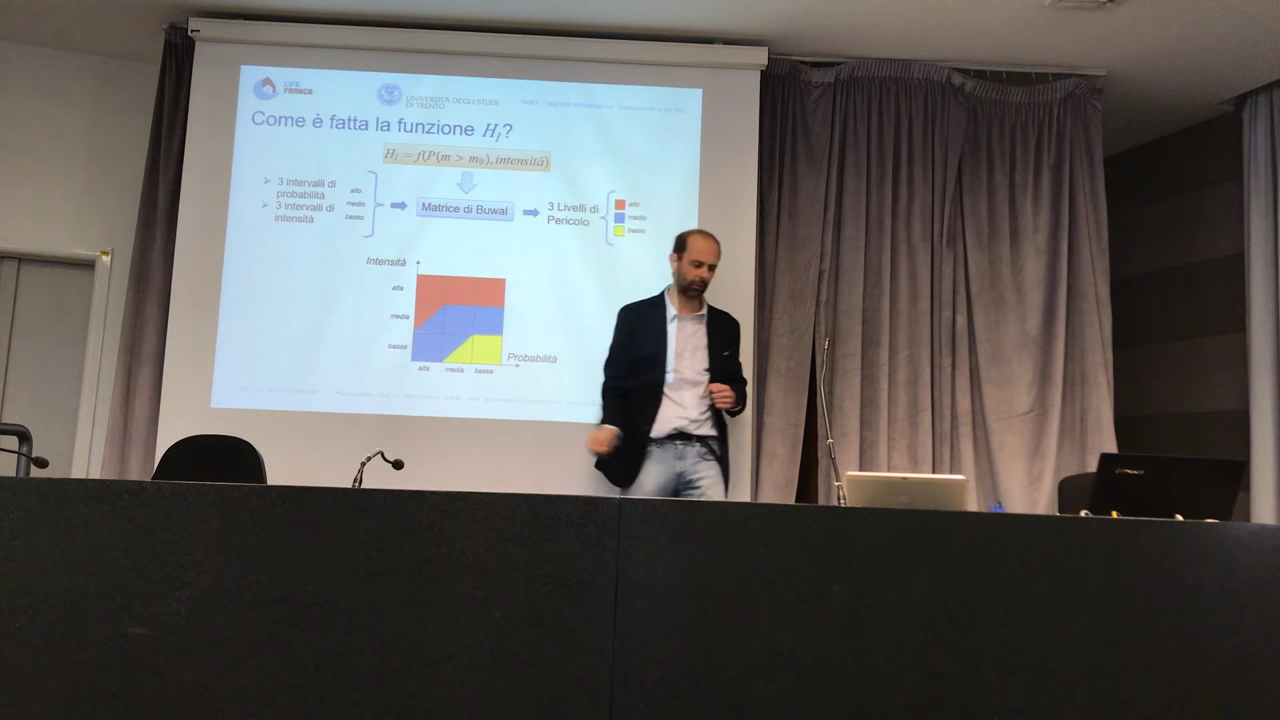 LIFE
FRANCA
UNIVERSITÀ DEGLI STUDI
DI TRENTO
Come è fatta la funzione H_l?
H_l = f(P(m > m₀), intensità)
➢ 3 intervalli di
probabilità
➢ 3 intervalli di
intensità
alto
medio
basso
Matrice di Buwal
3 Livelli di
Pericolo
alto
medio
basso
Intensità
alta
media
bassa
Probabilità
alta media bassa